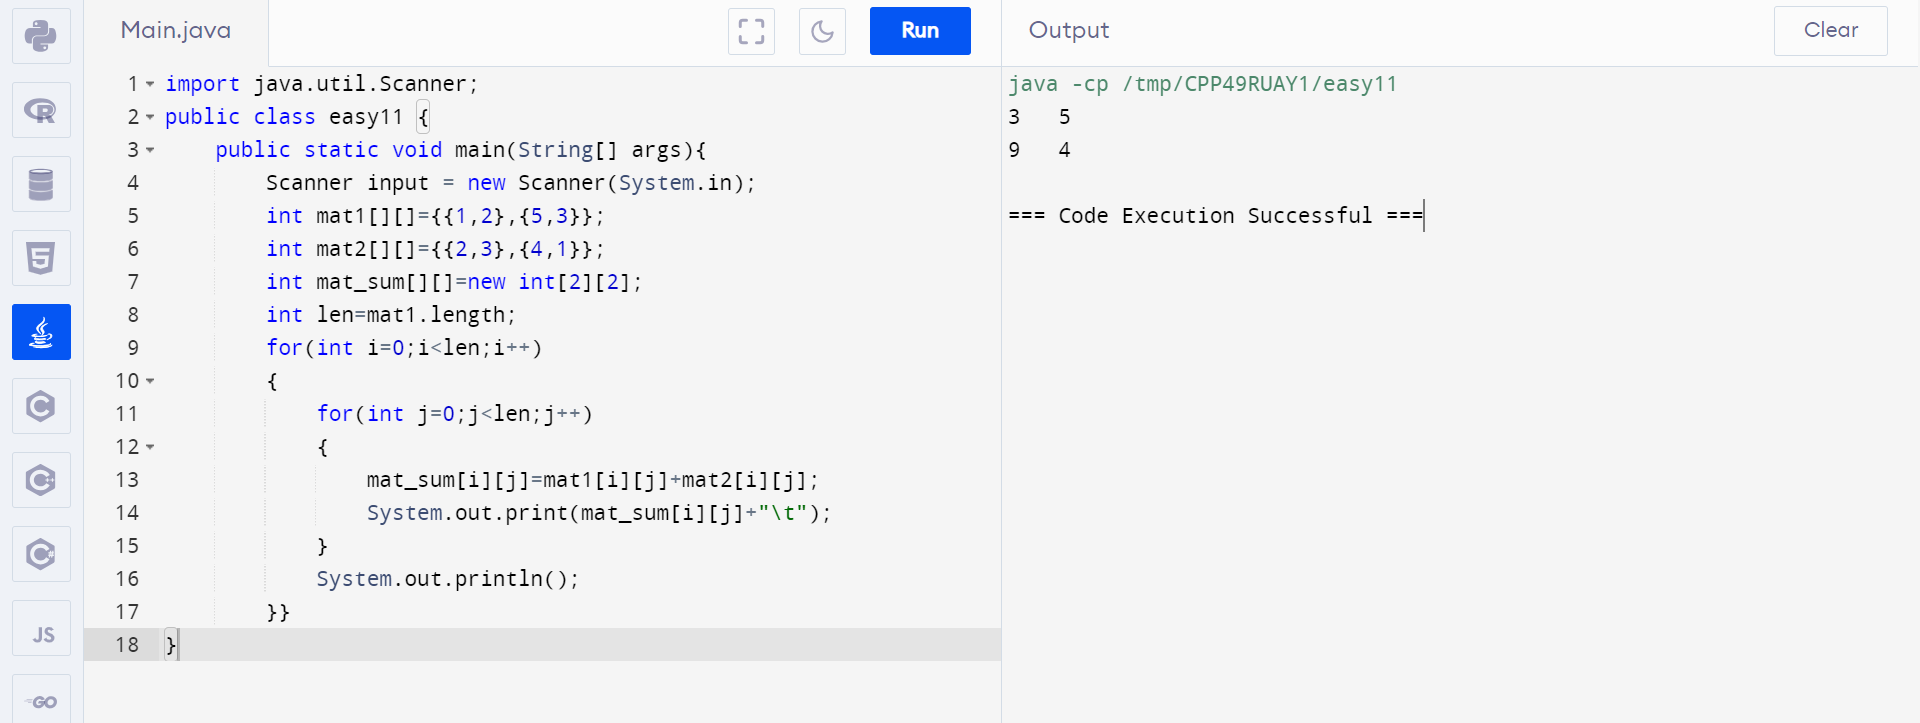 Main.java
Run
Output
Clear
1 import java.util.Scanner;
2 public class easy11 {
3     public static void main(String[] args){
4         Scanner input = new Scanner(System.in);
5         int mat1[][]={{1,2},{5,3}};
6         int mat2[][]={{2,3},{4,1}};
7         int mat_sum[][]=new int[2][2];
8         int len=mat1.length;
9         for(int i=0;i<len;i++)
10         {
11             for(int j=0;j<len;j++)
12             {
13                 mat_sum[i][j]=mat1[i][j]+mat2[i][j];
14                 System.out.print(mat_sum[i][j]+"\t");
15             }
16             System.out.println();
17         }}
18 }
java -cp /tmp/CPP49RUAY1/easy11
3   5
9   4
=== Code Execution Successful ===
R
5
C
C++
C#
JS
GO